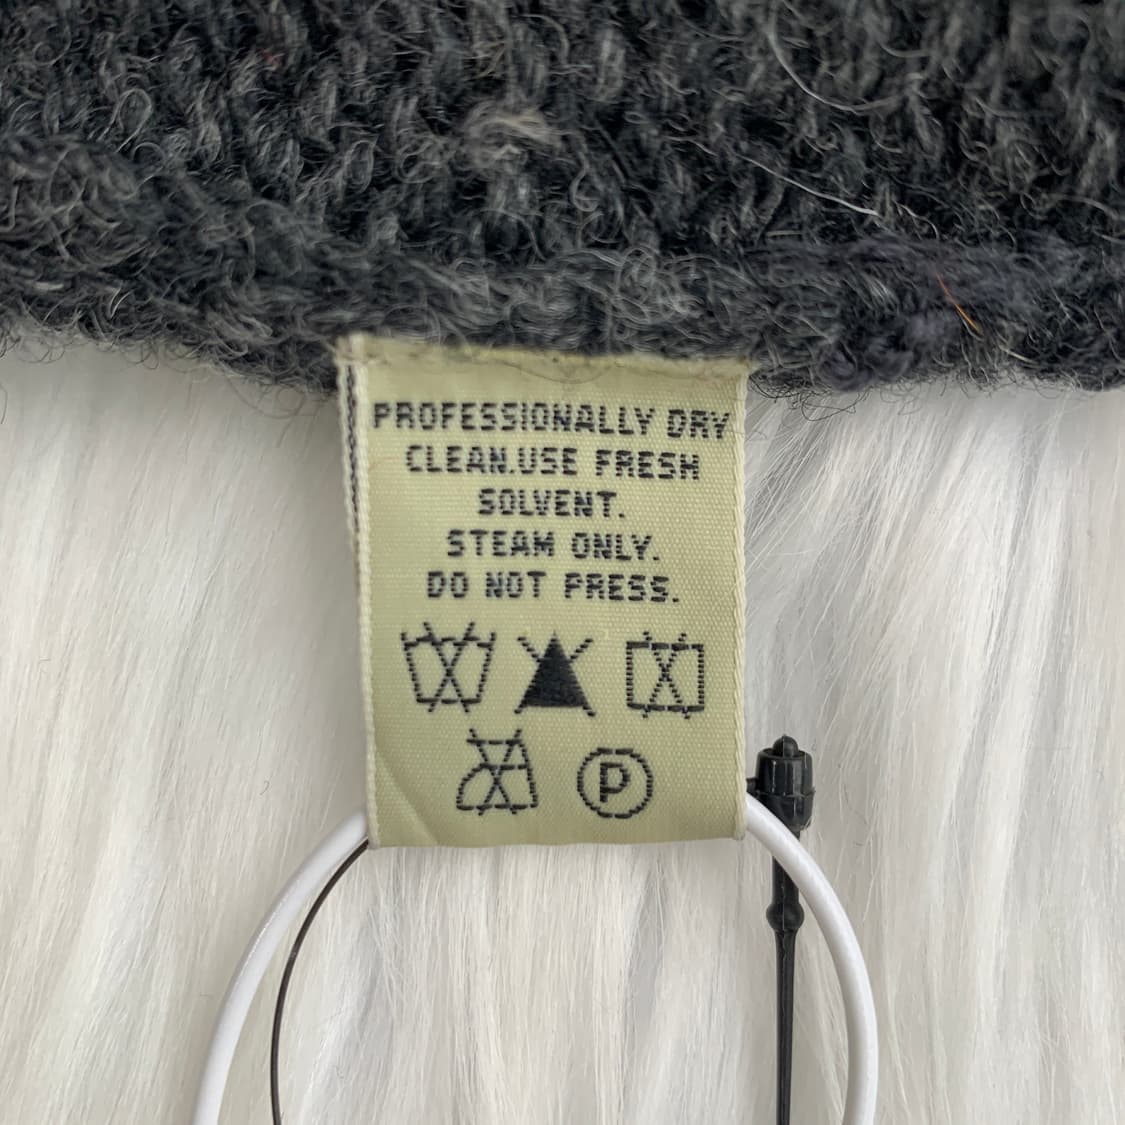 PROFESSIONALLY DRY
CLEAN.USE FRESH
SOLVENT.
STEAM ONLY.
DO NOT PRESS.
P